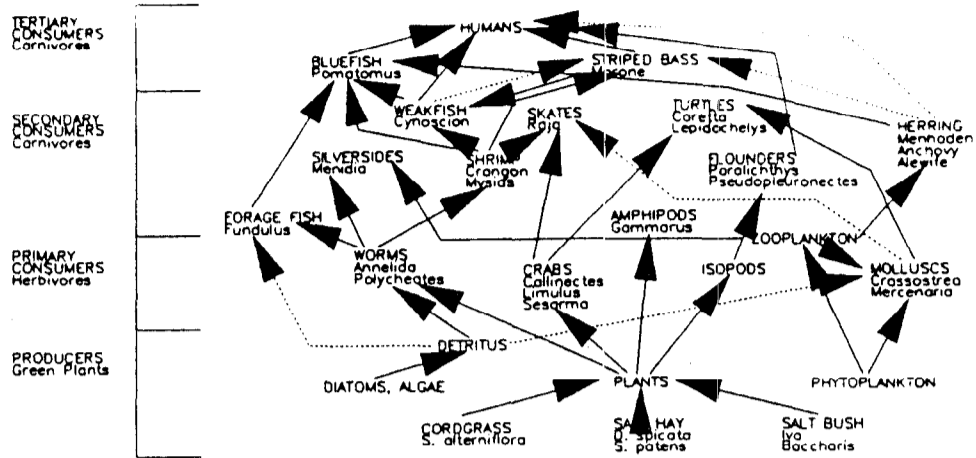 TERTIARY
CONSUMERS
Carnivores
SECONDARY
CONSUMERS
Carnivores
PRIMARY
CONSUMERS
Herbivores
PRODUCERS
Green Plants
HUMANS
BLUEFISH
Pomatomus
STRIPED BASS
Morone
WEAKFISH
Cynoscion
SKATES
Raja
TURTLES
Caretta
Lepidochelys
HERRING
Menhaden
Anchovy
Alewife
SILVERSIDES
Menidia
SHRIMP
Crangon
Mysids
FLOUNDERS
Paralichthys
Pseudopleuronectes
FORAGE FISH
Fundulus
AMPHIPODS
Gammarus
ZOOPLANKTON
WORMS
Annelida
Polycheates
CRABS
Callinectes
Limulus
Sesarma
ISOPODS
MOLLUSCS
Crassostrea
Mercenaria
DETRITUS
DIATOMS, ALGAE
PLANTS
PHYTOPLANKTON
CORDGRASS
S. alterniflora
SALT HAY
D. spicata
S. patens
SALT BUSH
Iva
Baccharis